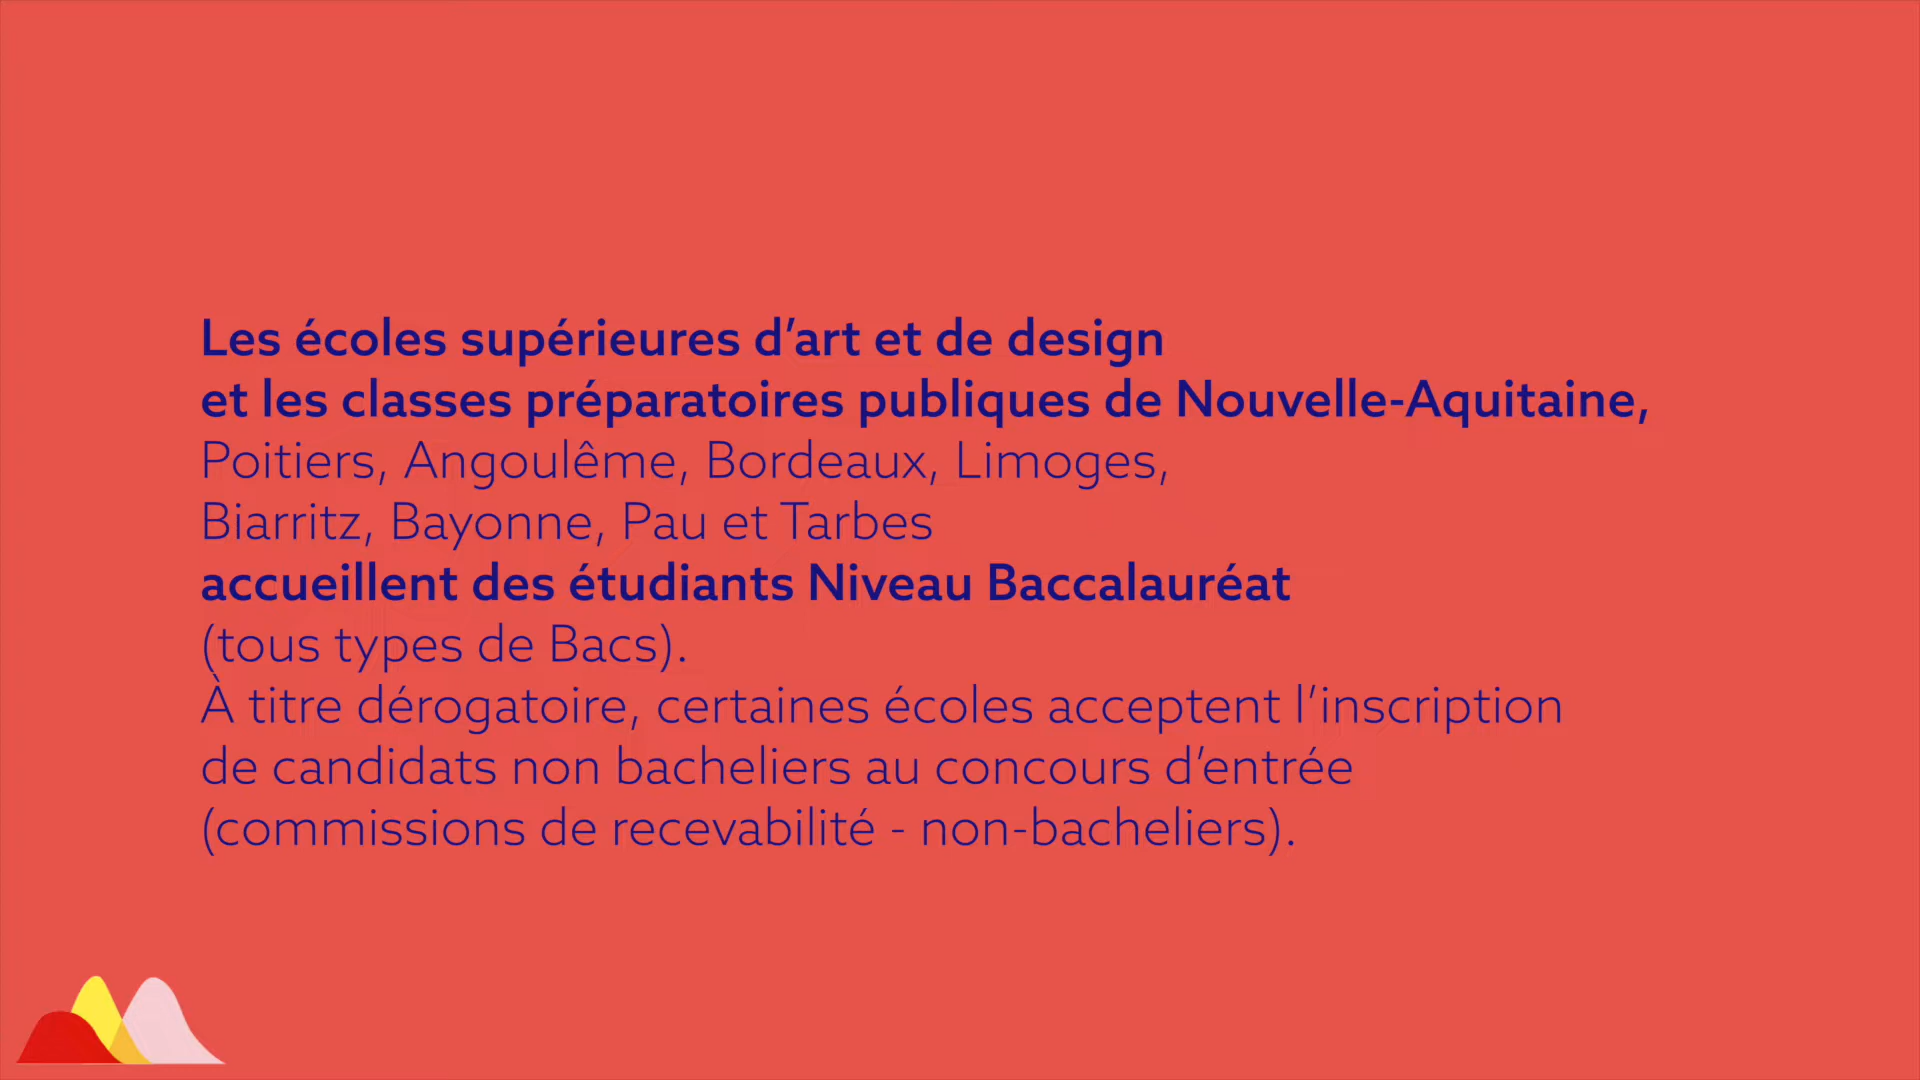 Les écoles supérieures d’art et de design
et les classes préparatoires publiques de Nouvelle-Aquitaine,
Poitiers, Angoulême, Bordeaux, Limoges,
Biarritz, Bayonne, Pau et Tarbes
accueillent des étudiants Niveau Baccalauréat
(tous types de Bacs).
À titre dérogatoire, certaines écoles acceptent l’inscription
de candidats non bacheliers au concours d’entrée
(commissions de recevabilité - non-bacheliers).